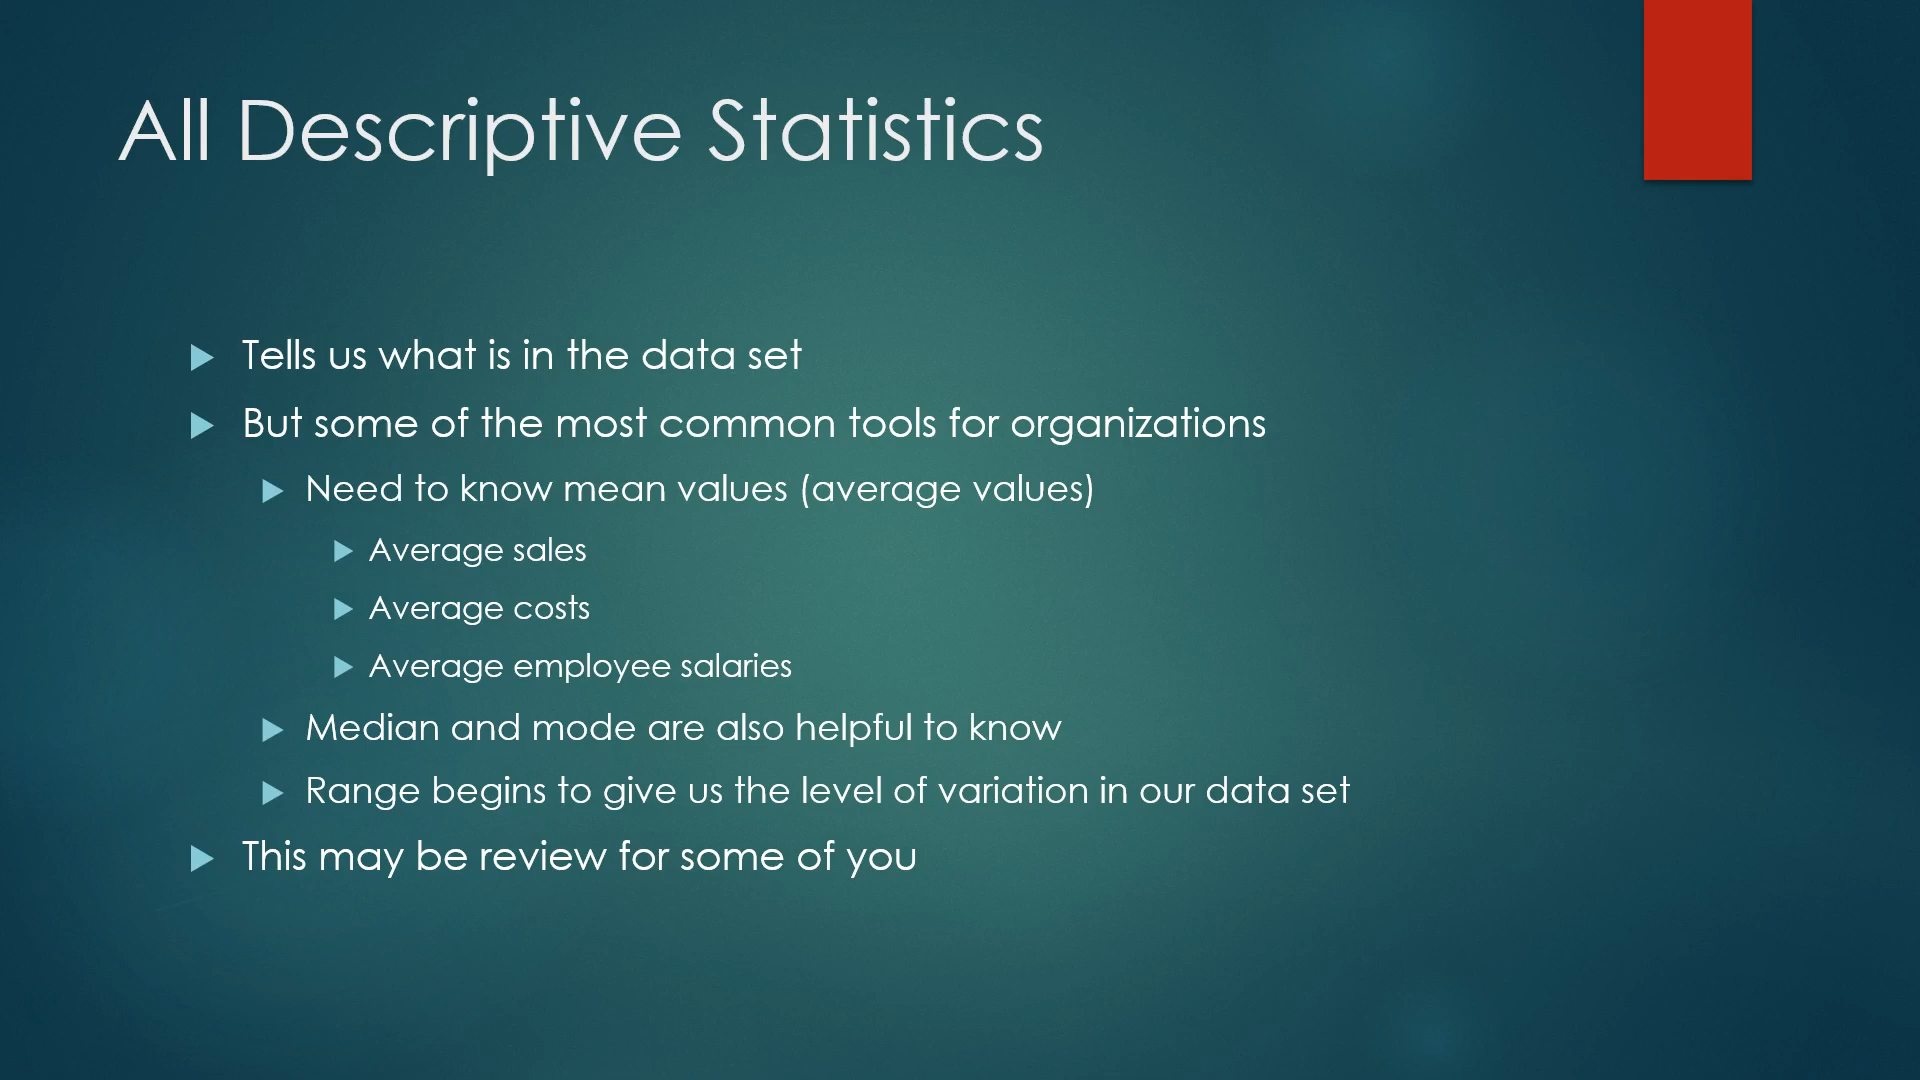 All Descriptive Statistics
Tells us what is in the data set
But some of the most common tools for organizations
Need to know mean values (average values)
Average sales
Average costs
Average employee salaries
Median and mode are also helpful to know
Range begins to give us the level of variation in our data set
This may be review for some of you